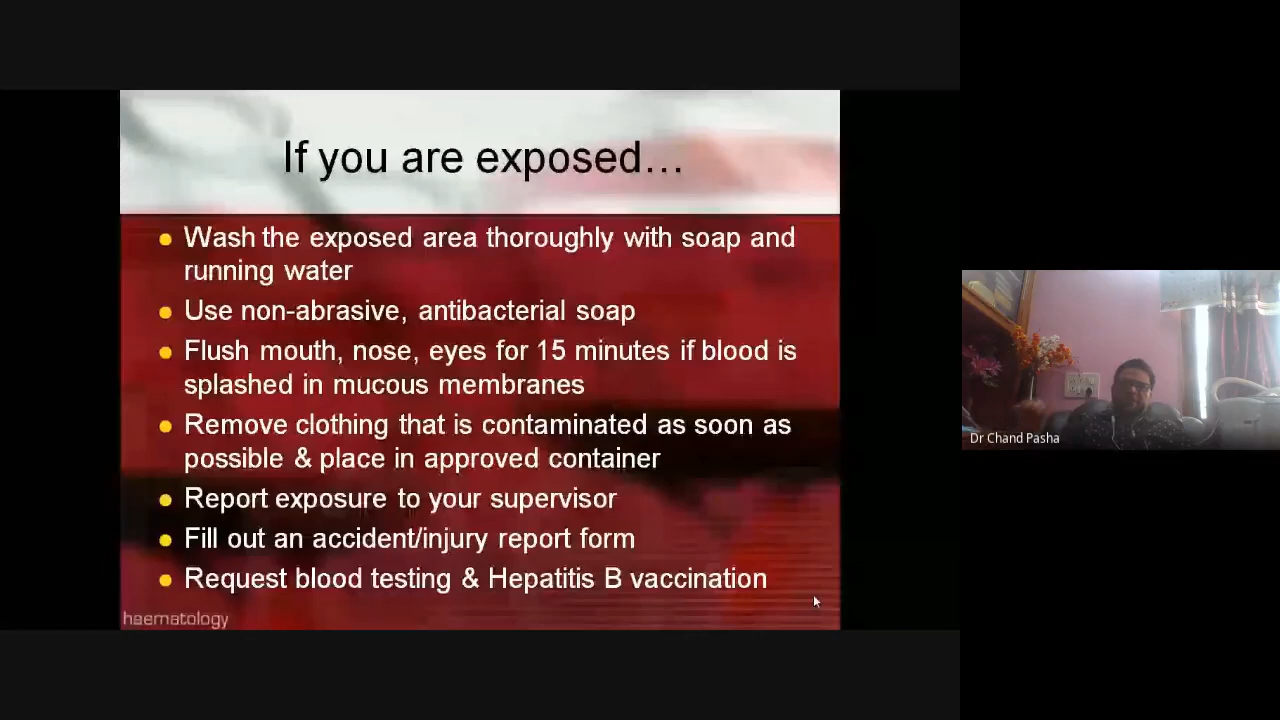 If you are exposed...
Wash the exposed area thoroughly with soap and
running water
Use non-abrasive, antibacterial soap
Flush mouth, nose, eyes for 15 minutes if blood is
splashed in mucous membranes
Remove clothing that is contaminated as soon as
possible & place in approved container
Report exposure to your supervisor
Fill out an accident/injury report form
Request blood testing & Hepatitis B vaccination
haematology
Dr Chand Pasha